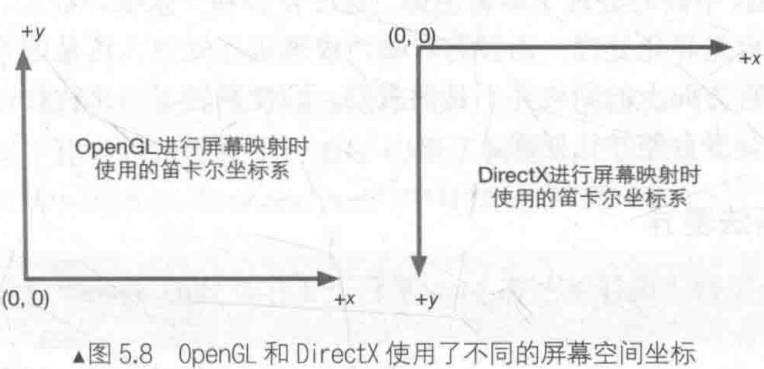 +y
OpenGL进行屏幕映射时
使用的笛卡尔坐标系
(0, 0)
+x
(0, 0)
+x
DirectX进行屏幕映射时
使用的笛卡尔坐标系
+y
▲图 5.8 OpenGL 和 DirectX 使用了不同的屏幕空间坐标